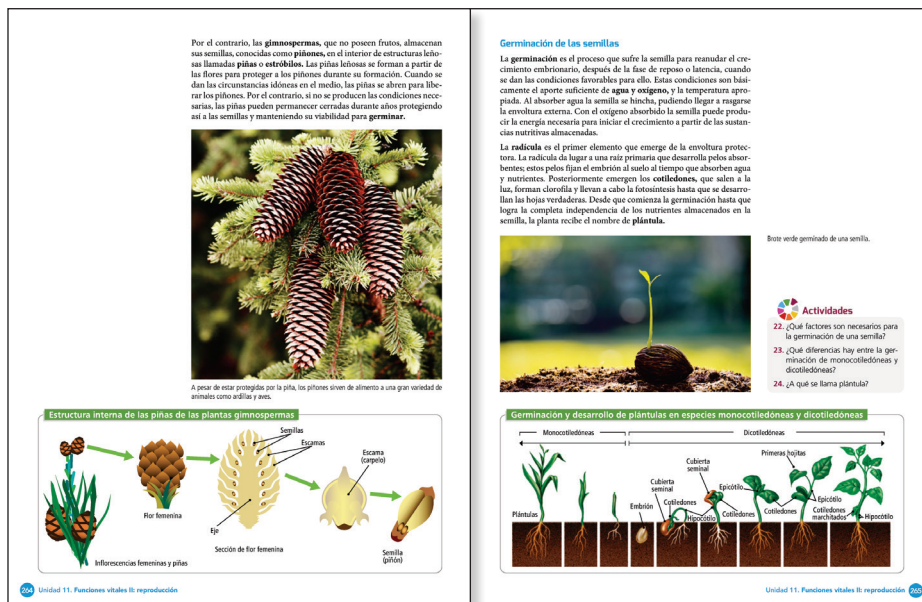 Por el contrario, las gimnospermas, que no poseen frutos, almacenan
sus semillas, conocidas como piñones, en el interior de estructuras leño-
sas llamadas piñas o estróbilos. Las piñas leñosas se forman a partir de
las flores para proteger a los piñones durante su formación. Cuando se
dan las circunstancias idóneas en el medio, las piñas se abren para libe-
rar los piñones. Por el contrario, si no se producen las condiciones nece-
sarias, las piñas pueden permanecer cerradas durante años protegiendo
así a las semillas y manteniendo su viabilidad para germinar.
A pesar de estar protegidas por la piña, los piñones sirven de alimento a una gran variedad de
animales como ardillas y aves.
Estructura interna de las piñas de las plantas gimnospermas
Semillas
Escamas
Escama
(carpelo)
Flor femenina
Eje
Sección de flor femenina
Semilla
(piñón)
Inflorescencias femeninas y piñas
264 Unidad 11. Funciones vitales II: reproducción
Germinación de las semillas
La germinación es el proceso que sufre la semilla para reanudar el cre-
cimiento embrionario, después de la fase de reposo o latencia, cuando
se dan las condiciones favorables para ello. Estas condiciones son bási-
camente el aporte suficiente de agua y oxígeno, y la temperatura apro-
piada. Al absorber agua la semilla se hincha, pudiendo llegar a rasgarse
la envoltura externa. Con el oxígeno absorbido la semilla puede produ-
cir la energía necesaria para iniciar el crecimiento a partir de las sustan-
cias nutritivas almacenadas.
La radícula es el primer elemento que emerge de la envoltura protec-
tora. La radícula da lugar a una raíz primaria que desarrolla pelos absor-
bentes; estos pelos fijan el embrión al suelo al tiempo que absorben agua
y nutrientes. Posteriormente emergen los cotiledones, que salen a la
luz, forman clorofila y llevan a cabo la fotosíntesis hasta que se desarro-
llan las hojas verdaderas. Desde que comienza la germinación hasta que
logra la completa independencia de los nutrientes almacenados en la
semilla, la planta recibe el nombre de plántula.
Brote verde germinado de una semilla.
Actividades
22. ¿Qué factores son necesarios para
la germinación de una semilla?
23. ¿Qué diferencias hay entre la ger-
minación de monocotiledóneas y
dicotiledóneas?
24. ¿A qué se llama plántula?
Germinación y desarrollo de plántulas en especies monocotiledóneas y dicotiledóneas
Monocotiledóneas
Dicotiledóneas
Primeras hojitas
Cubierta
seminal
Epicótilo
Cubierta
seminal
Cotiledones
Embrión
Plántulas
Hipocótilo
Cotiledones
Cotiledones
Epicótilo
Cotiledones
marchitados
Hipocótilo
Unidad 11. Funciones vitales II: reproducción 265